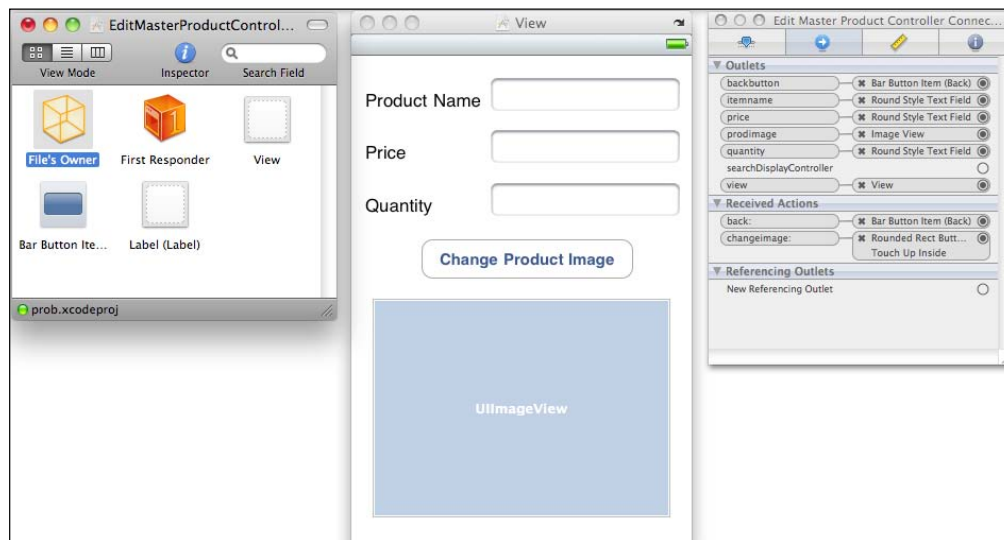 EditMasterProductControl...
View Mode
Inspector
Search Field
File's Owner
First Responder
View
Bar Button Ite...
Label (Label)
prob.xcodeproj
View
Product Name
Price
Quantity
Change Product Image
UIImageView
Edit Master Product Controller Connec...
Outlets
backbutton Bar Button Item (Back)
itemname Round Style Text Field
price Round Style Text Field
prodimage Image View
quantity Round Style Text Field
searchDisplayController
view View
Received Actions
back: Bar Button Item (Back)
changeimage: Rounded Rect Butt...
Touch Up Inside
Referencing Outlets
New Referencing Outlet